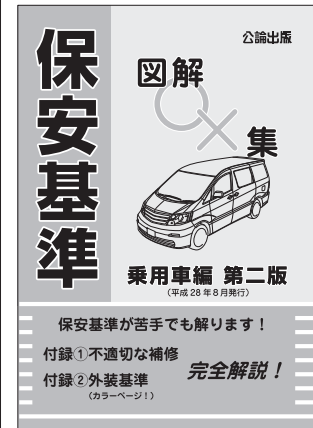 公論出版
保安基準
図解
○×集
乗用車編 第二版
(平成28年8月発行)
保安基準が苦手でも解ります！
付録①不適切な補修
付録②外装基準
(カラーページ！)
完全解説！